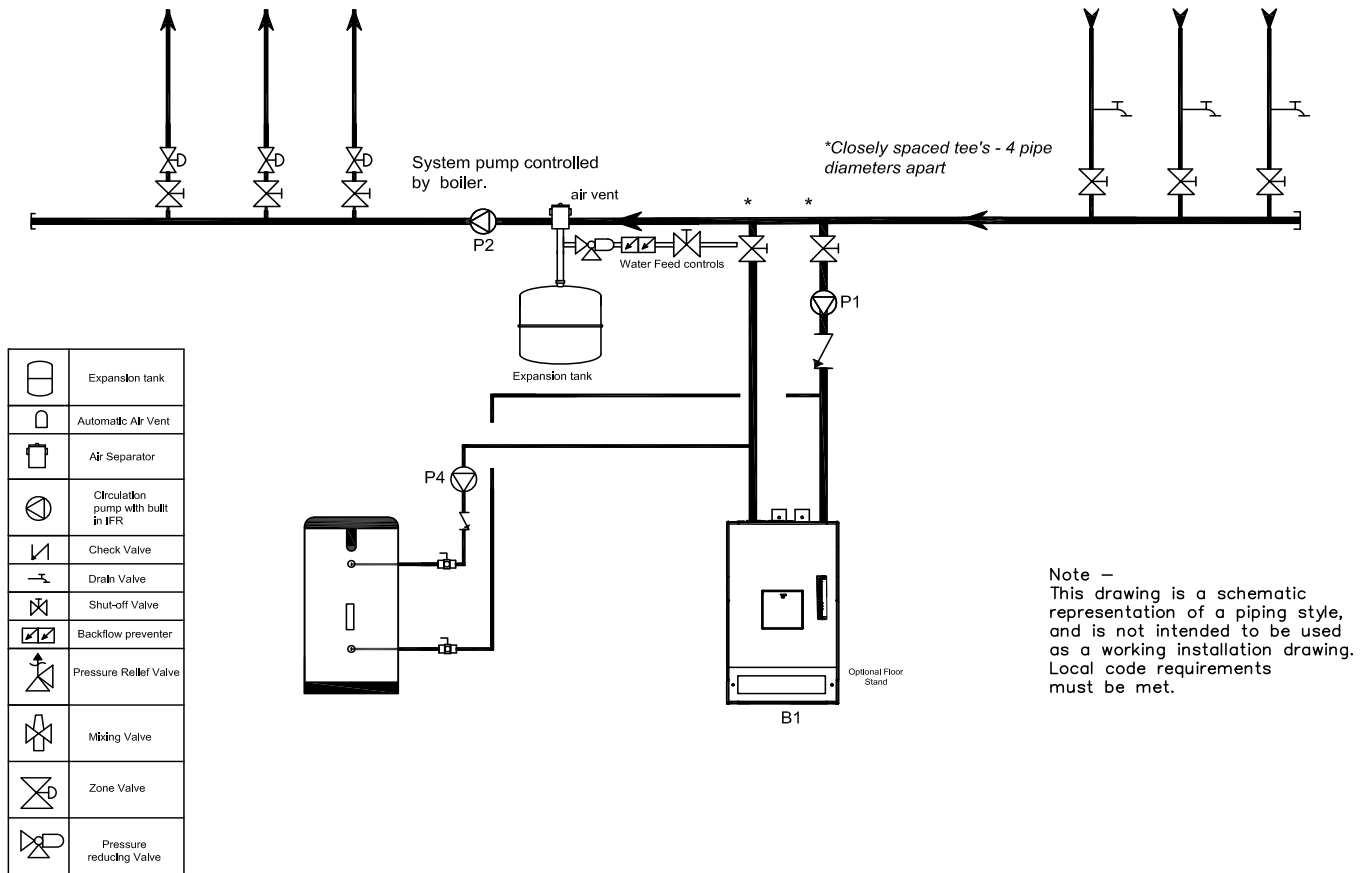 *Closely spaced tee's - 4 pipe
diameters apart
System pump controlled
by boiler.
air vent
*
*
P2
Water Feed controls
P1
Expansion tank
P4
Expansion tank
Automatic Air Vent
Air Separator
Circulation
pump with built
in IFR
Check Valve
Drain Valve
Shut-off Valve
Backflow preventer
Pressure Relief Valve
Mixing Valve
Zone Valve
Pressure
reducing Valve
Optional Floor
Stand
B1
Note –
This drawing is a schematic
representation of a piping style,
and is not intended to be used
as a working installation drawing.
Local code requirements
must be met.